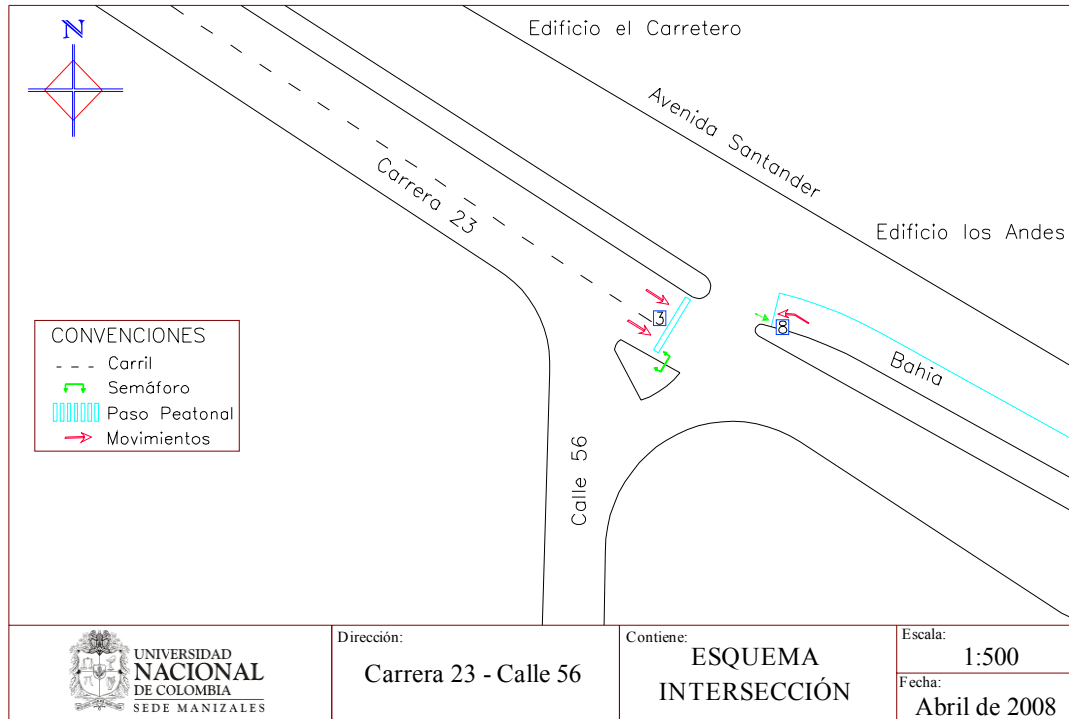 N
Edificio el Carretero
Avenida Santander
Carrera 23
Edificio los Andes
3
8
Bahia
CONVENCIONES
Carril
Semáforo
Paso Peatonal
Movimientos
Calle 56
UNIVERSIDAD
NACIONAL
DE COLOMBIA
SEDE MANIZALES
Dirección:
Carrera 23 - Calle 56
Contiene:
ESQUEMA
INTERSECCIÓN
Escala:
1:500
Fecha:
Abril de 2008